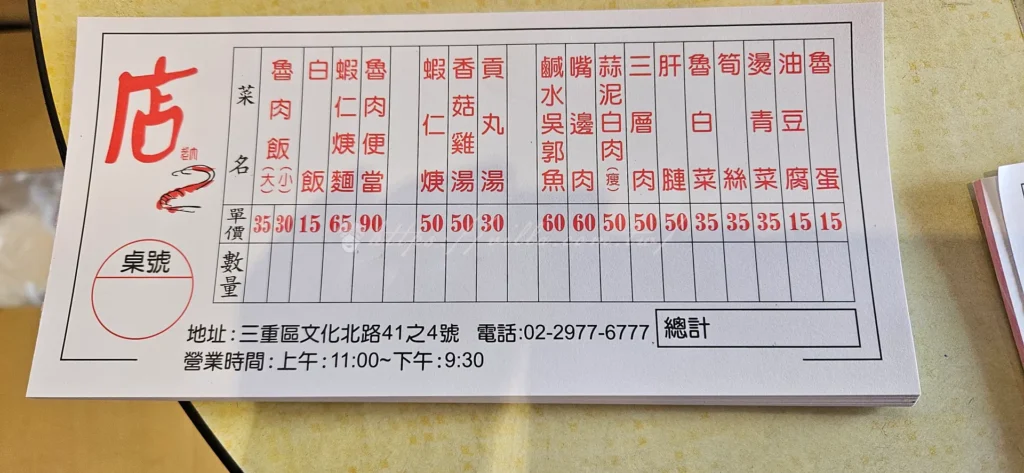 店
2
桌號
菜名
單價
數量
魯肉飯(大)(小) 35 30
白飯 15
蝦仁焿麵 65
魯肉便當 90
蝦仁焿 50
香菇雞湯 50
貢丸湯 30
鹹水吳郭魚 60
嘴邊肉 60
蒜泥白肉(瘦) 50
三層肉 50
肝腱 50
魯白菜 35
筍絲 35
燙青菜 35
油豆腐 15
魯蛋 15
地址:三重區文化北路41之4號 電話:02-2977-6777
總計
營業時間:上午:11:00~下午:9:30